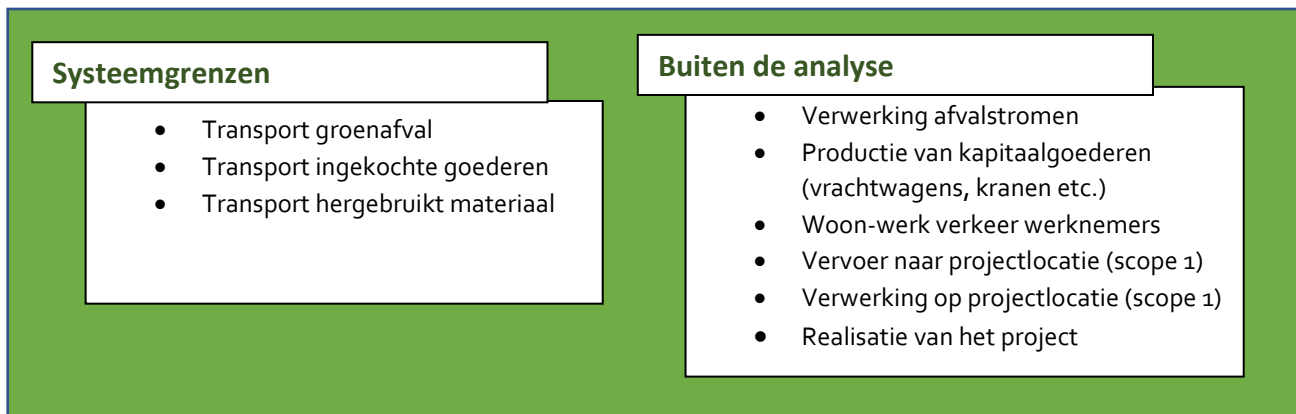 Systeemgrenzen
• Transport groenafval
• Transport ingekochte goederen
• Transport hergebruikt materiaal
Buiten de analyse
• Verwerking afvalstromen
• Productie van kapitaalgoederen
(vrachtwagens, kranen etc.)
• Woon-werk verkeer werknemers
• Vervoer naar projectlocatie (scope 1)
• Verwerking op projectlocatie (scope 1)
• Realisatie van het project